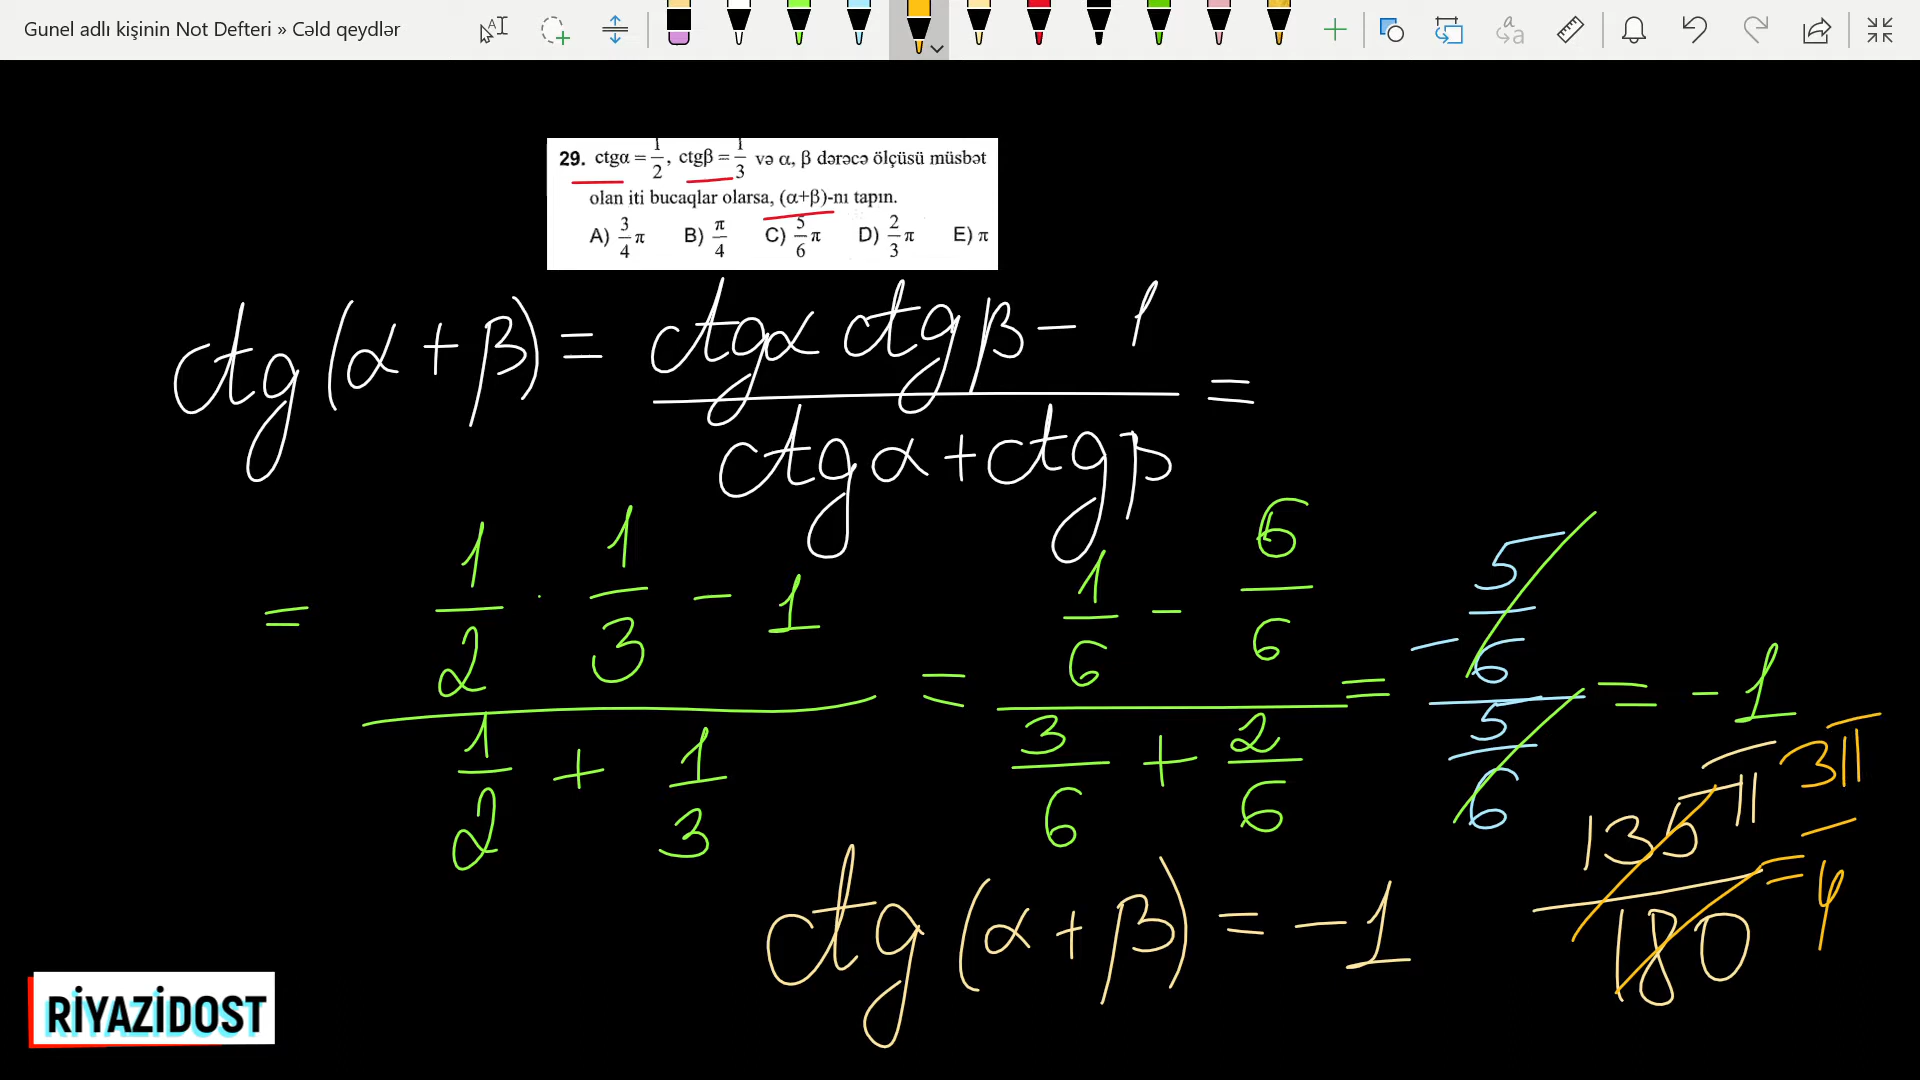 Gunel adlı kişinin Not Defteri » Cəld qeydlər
29. ctgα = 1/2, ctgβ = 1/3 və α, β dərəcə ölçüsü müsbət
olan iti bucaqlar olarsa, (α+β)-nı tapın.
A) 3/4 π B) π/4 C) 5/6 π D) 2/3 π E) π
ctg(α+β) = (ctgα ctgβ − 1)/(ctgα + ctgβ) =
= (1/2 · 1/3 − 1)/(1/2 + 1/3) = (1/6 − 6/6)/(3/6 + 2/6) = (−5/6)/(5/6) = −1
135π/180 = 3π/4
ctg(α+β) = −1
RİYAZİDOST